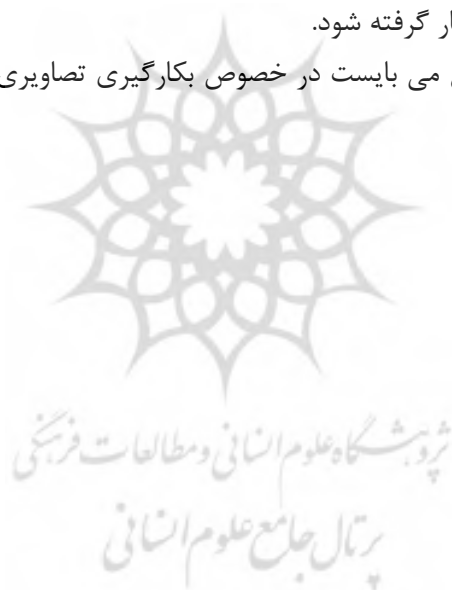 ار گرفته شود.
می بایست در خصوص بکارگیری تصاویری
پژوهشگاه علوم انسانی و مطالعات فرهنگی
پرتال جامع علوم انسانی